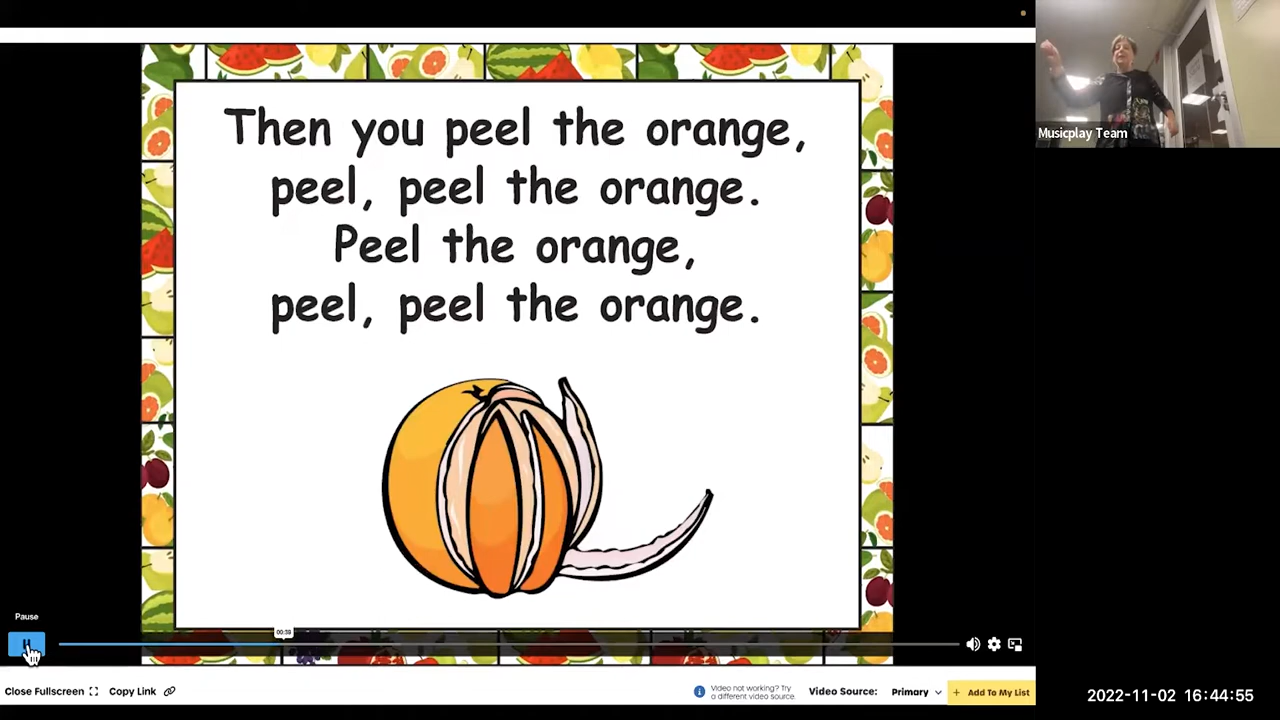 Musicplay Team
Then you peel the orange,
peel, peel the orange.
Peel the orange,
peel, peel the orange.
Pause
00:39
Close Fullscreen
Copy Link
Video not working? Try
a different video source.
Video Source:
Primary
+ Add To My List
2022-11-02 16:44:55